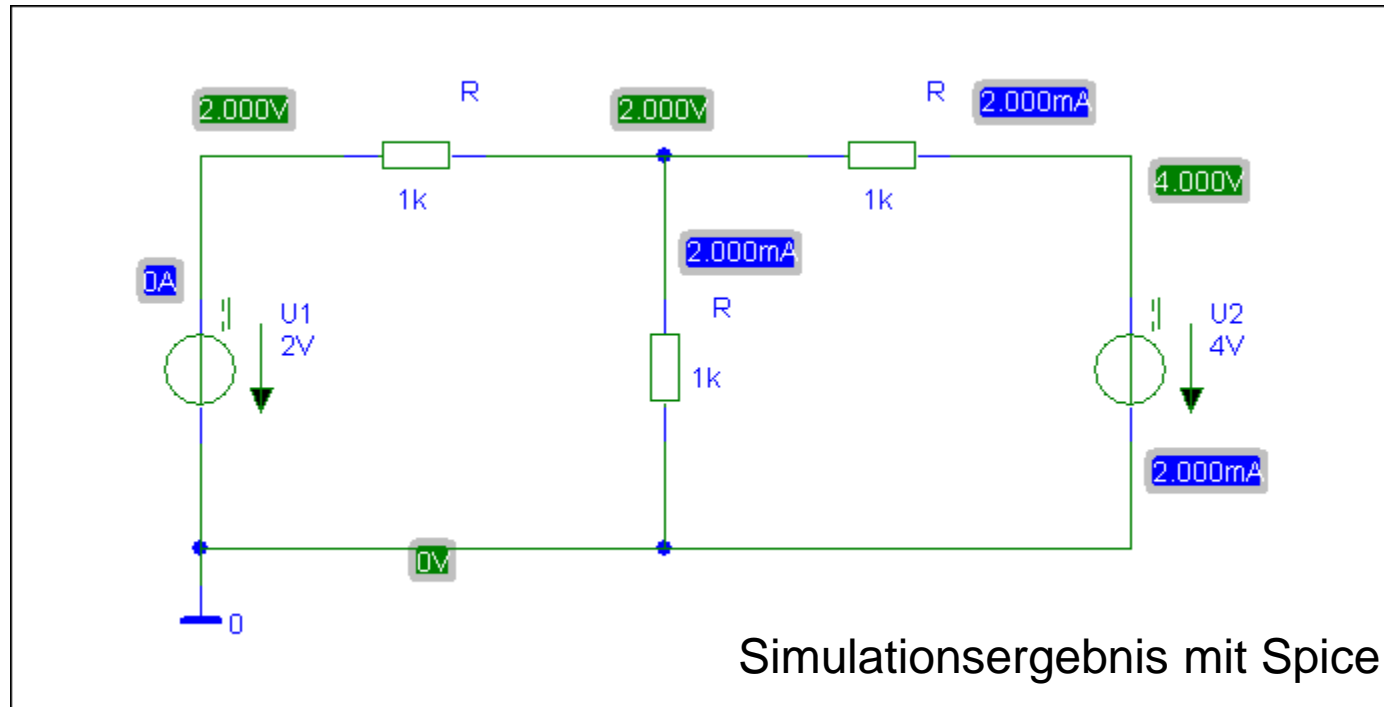 R
R
2.000mA
2.000V
2.000V
4.000V
1k
1k
2.000mA
0A
R
U1
2V
U2
4V
1k
2.000mA
0V
0
Simulationsergebnis mit Spice